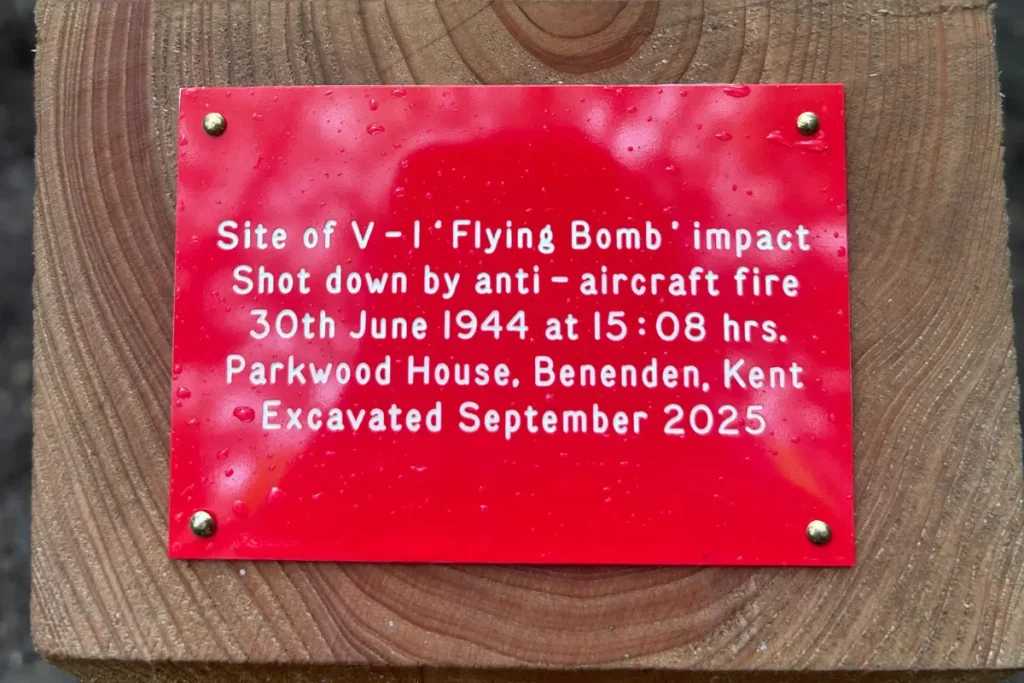 Site of V-1 'Flying Bomb' impact
Shot down by anti-aircraft fire
30th June 1944 at 15:08 hrs.
Parkwood House, Benenden, Kent
Excavated September 2025